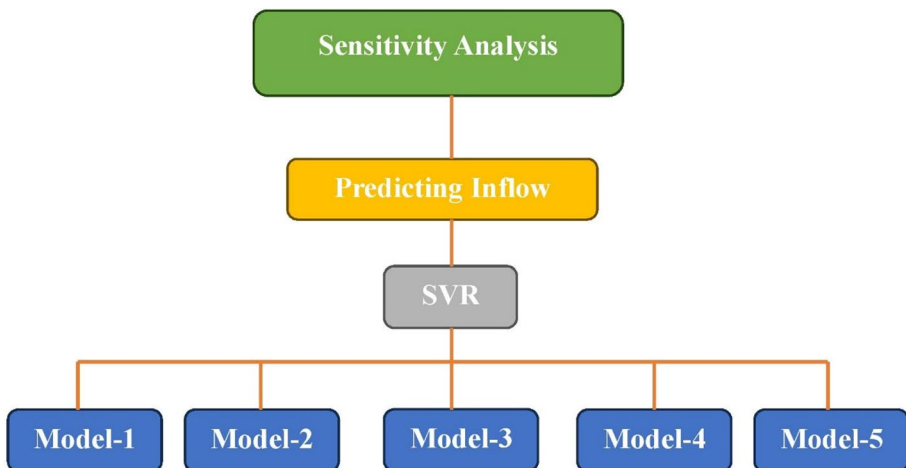 Sensitivity Analysis
Predicting Inflow
SVR
Model-1
Model-2
Model-3
Model-4
Model-5